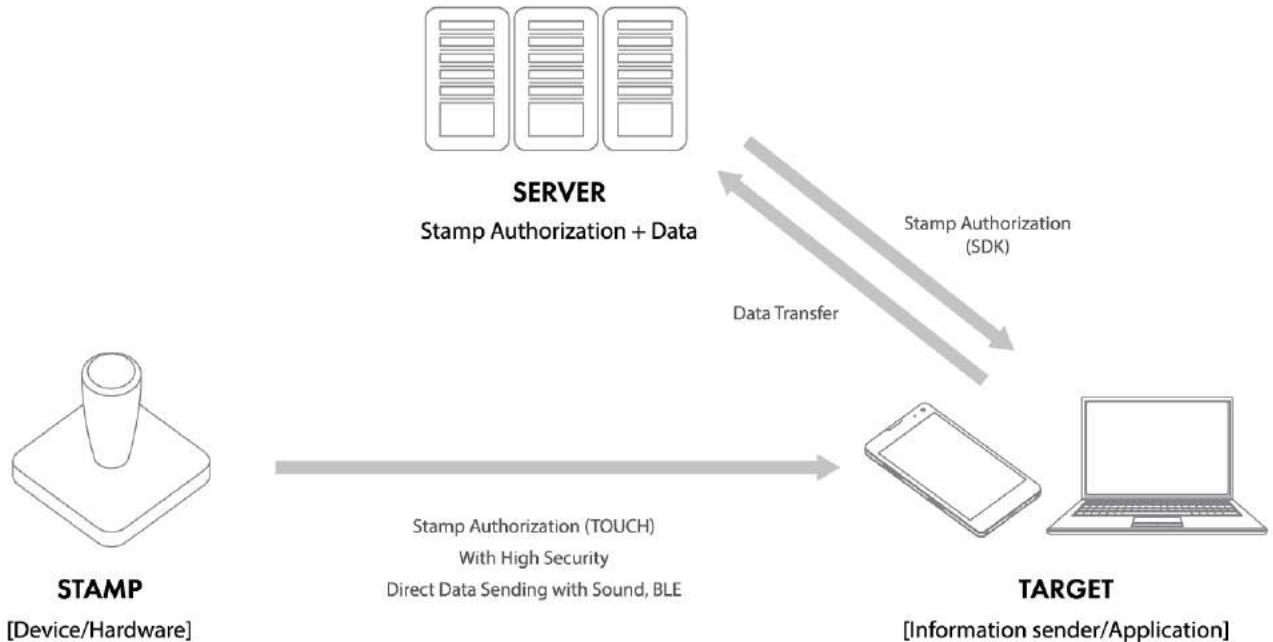 SERVER
Stamp Authorization + Data
Stamp Authorization
(SDK)
Data Transfer
Stamp Authorization (TOUCH)
With High Security
Direct Data Sending with Sound, BLE
STAMP
[Device/Hardware]
TARGET
[Information sender/Application]